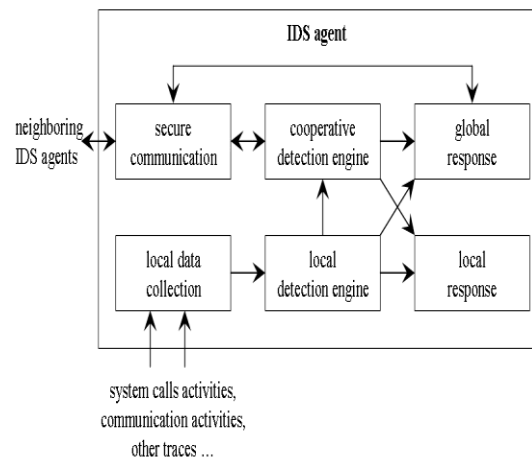 IDS agent
neighboring
IDS agents
secure
communication
cooperative
detection engine
global
response
local data
collection
local
detection engine
local
response
system calls activities,
communication activities,
other traces ...